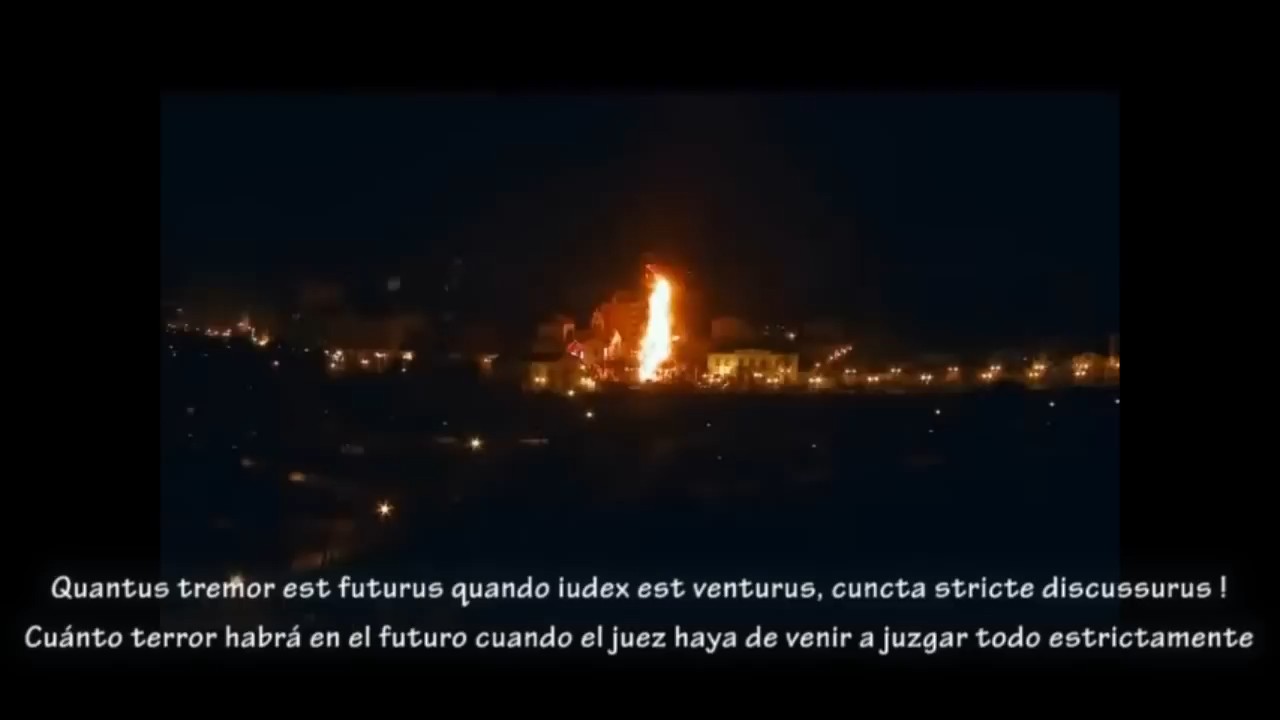 Quantus tremor est futurus quando iudex est venturus, cuncta stricte discussurus !
Cuánto terror habrá en el futuro cuando el juez haya de venir a juzgar todo estrictamente